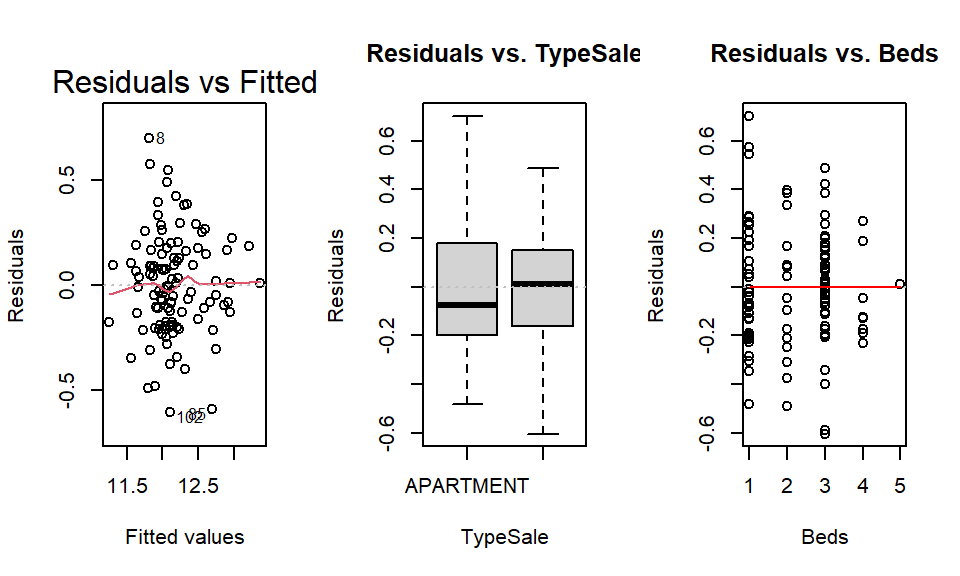 Residuals vs Fitted
Residuals
0.5
0.0
-0.5
8
102
95
11.5 12.5
Fitted values
Residuals vs. TypeSale
Residuals
0.6
0.4
0.2
-0.2
-0.6
APARTMENT
TypeSale
Residuals vs. Beds
Residuals
0.6
0.2
-0.2
-0.6
1 2 3 4 5
Beds